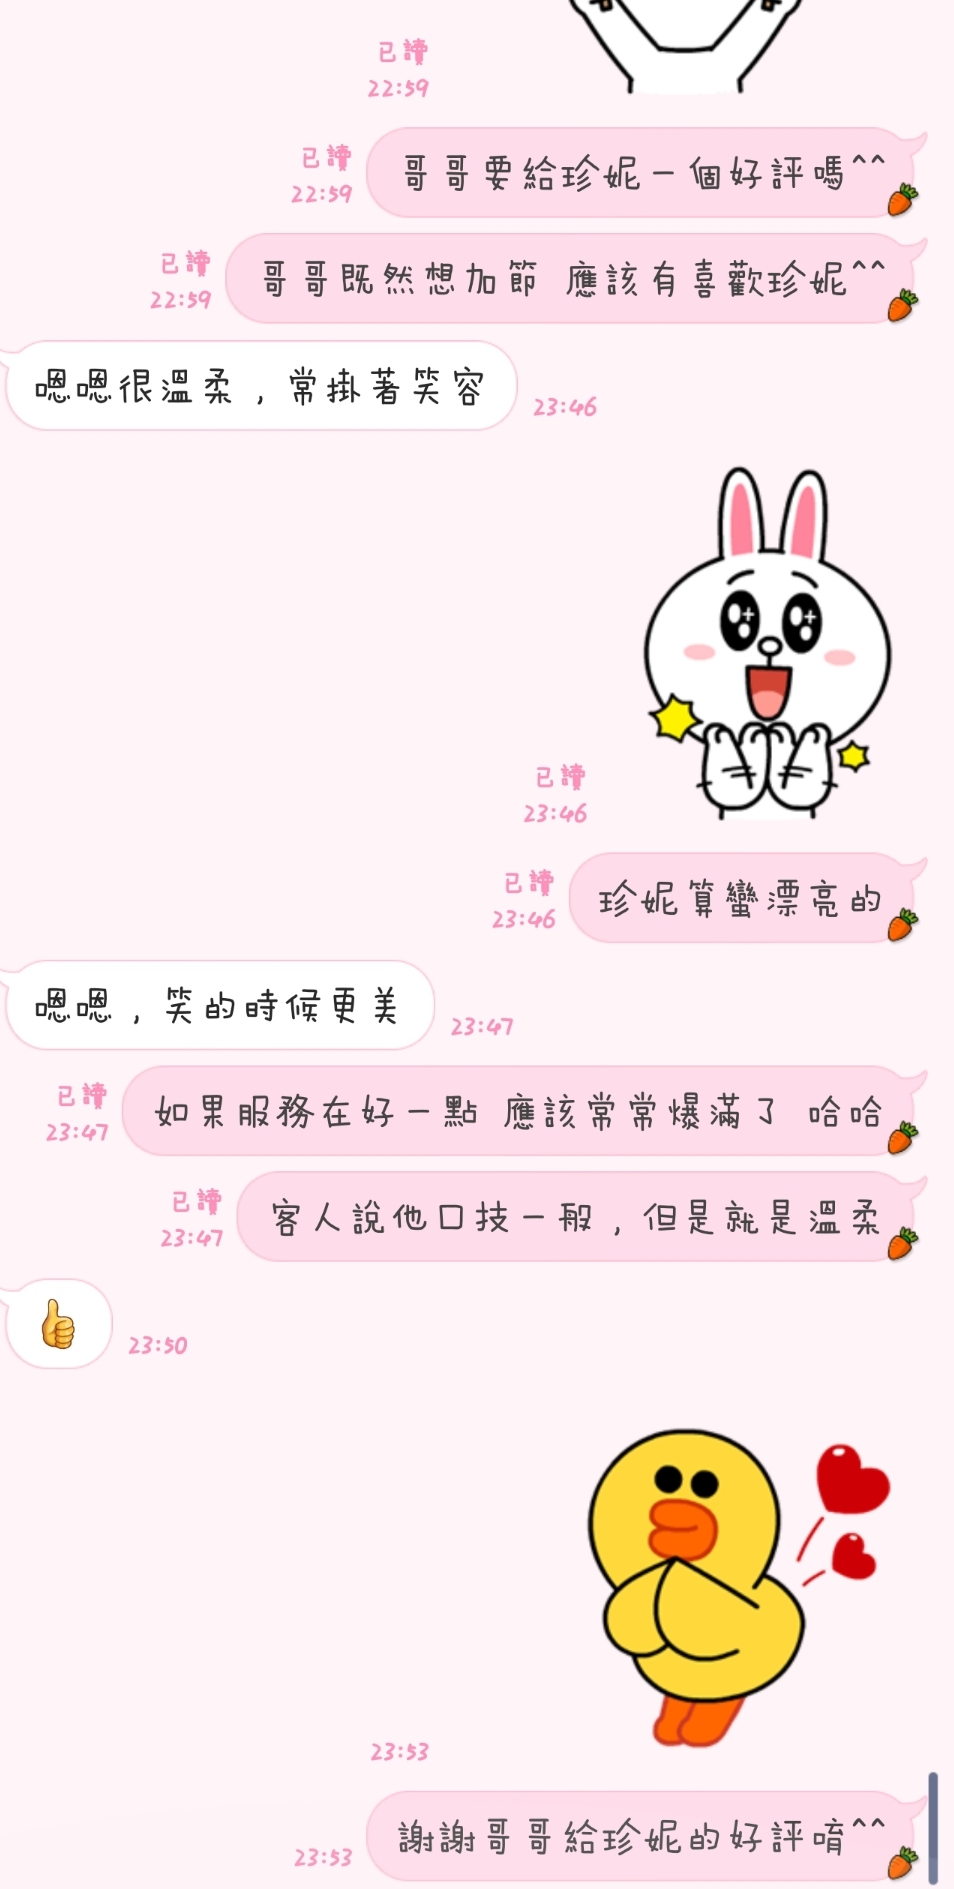 已讀
22:59
已讀
22:59
哥哥要給珍妮一個好評嗎^^
已讀
22:59
哥哥既然想加節 應該有喜歡珍妮^^
嗯嗯很溫柔，常掛著笑容
23:46
已讀
23:46
已讀
23:46
珍妮算蠻漂亮的
嗯嗯，笑的時候更美
23:47
已讀
23:47
如果服務在好一點 應該常常爆滿了 哈哈
已讀
23:47
客人說他口技一般，但是就是溫柔
23:50
23:53
23:53
謝謝哥哥給珍妮的好評唷^^